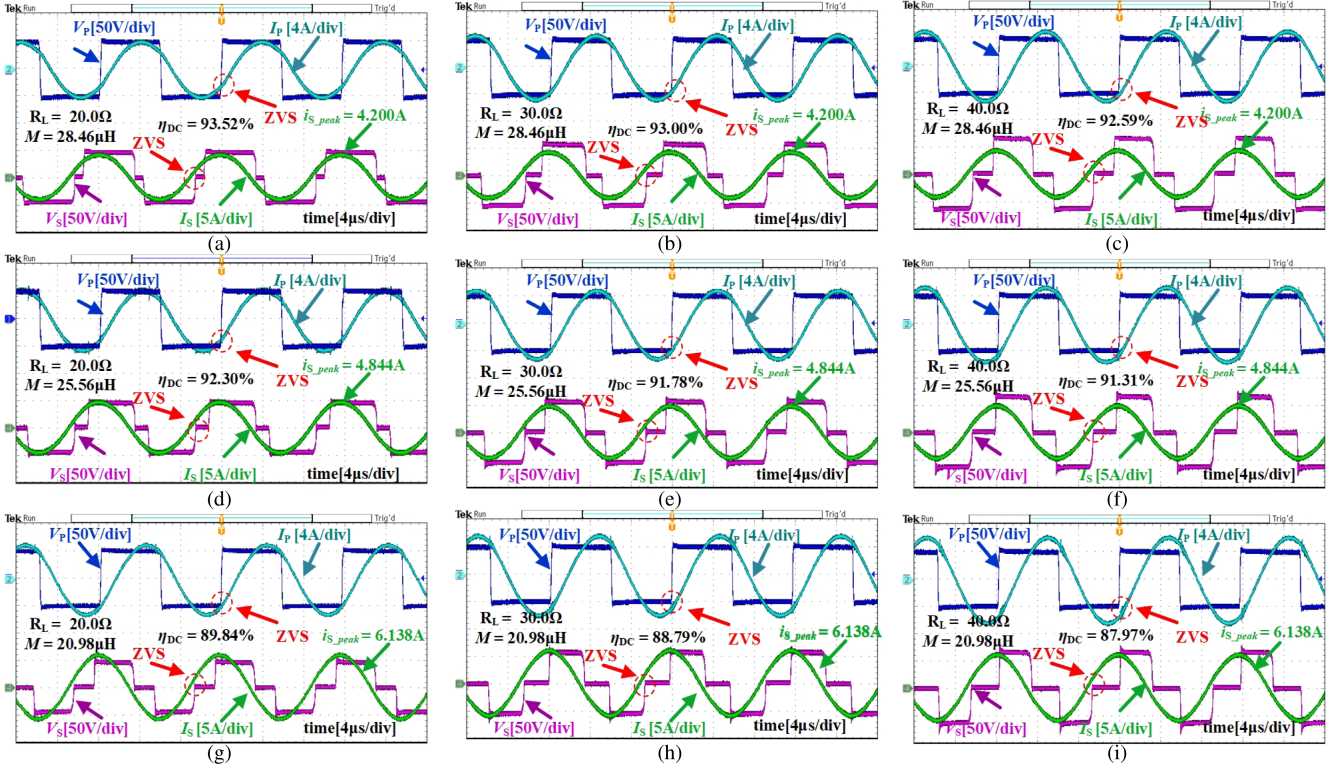 Tek Run Trig'd
V_P[50V/div] I_P [4A/div]
R_L = 20.0Ω
M = 28.46μH
η_DC = 93.52%
ZVS
i_S_peak = 4.200A
ZVS
V_S[50V/div] I_S [5A/div] time[4μs/div]
(a)
Tek Run Trig'd
V_P[50V/div] I_P [4A/div]
R_L = 30.0Ω
M = 28.46μH
η_DC = 93.00%
ZVS
i_S_peak = 4.200A
ZVS
V_S[50V/div] I_S [5A/div] time[4μs/div]
(b)
Tek Run Trig'd
V_P[50V/div] I_P [4A/div]
R_L = 40.0Ω
M = 28.46μH
η_DC = 92.59%
ZVS
i_S_peak = 4.200A
ZVS
V_S[50V/div] I_S [5A/div] time[4μs/div]
(c)
Tek Run Trig'd
V_P[50V/div] I_P [4A/div]
R_L = 20.0Ω
M = 25.56μH
η_DC = 92.30%
ZVS
i_S_peak = 4.844A
ZVS
V_S[50V/div] I_S [5A/div] time[4μs/div]
(d)
Tek Run Trig'd
V_P[50V/div] I_P [4A/div]
R_L = 30.0Ω
M = 25.56μH
η_DC = 91.78%
ZVS
i_S_peak = 4.844A
ZVS
V_S[50V/div] I_S [5A/div] time[4μs/div]
(e)
Tek Run Trig'd
V_P[50V/div] I_P [4A/div]
R_L = 40.0Ω
M = 25.56μH
η_DC = 91.31%
ZVS
i_S_peak = 4.844A
ZVS
V_S[50V/div] I_S [5A/div] time[4μs/div]
(f)
Tek Run Trig'd
V_P[50V/div] I_P [4A/div]
R_L = 20.0Ω
M = 20.98μH
η_DC = 89.84%
ZVS
i_S_peak = 6.138A
ZVS
V_S[50V/div] I_S [5A/div] time[4μs/div]
(g)
Tek Run Trig'd
V_P[50V/div] I_P [4A/div]
R_L = 30.0Ω
M = 20.98μH
η_DC = 88.79%
ZVS
i_S_peak = 6.138A
ZVS
V_S[50V/div] I_S [5A/div] time[4μs/div]
(h)
Tek Run Trig'd
V_P[50V/div] I_P [4A/div]
R_L = 40.0Ω
M = 20.98μH
η_DC = 87.97%
ZVS
i_S_peak = 6.138A
ZVS
V_S[50V/div] I_S [5A/div] time[4μs/div]
(i)